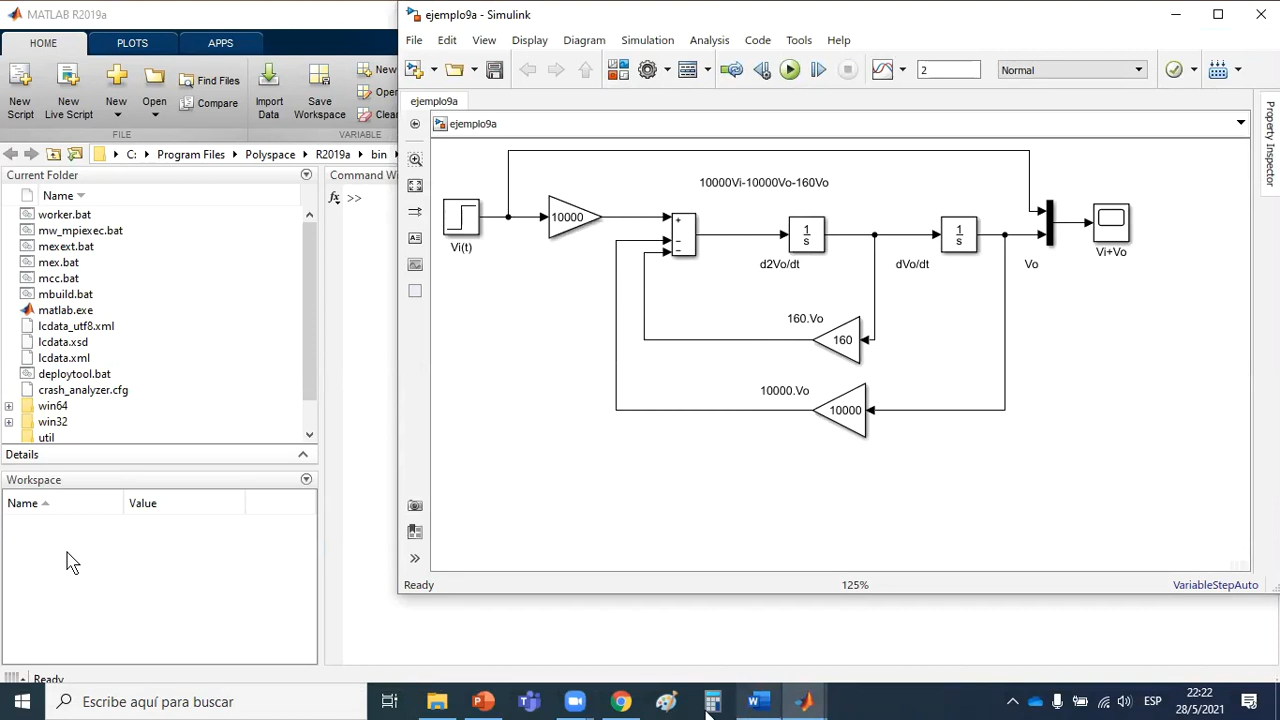 MATLAB R2019a
HOME
PLOTS
APPS
New
Script
New
Live Script
New
Open
Find Files
Compare
FILE
Import
Data
Save
Workspace
New
Open
Clea
VARIABLE
C:
Program Files
Polyspace
R2019a
bin
Current Folder
Name
worker.bat
mw_mpiexec.bat
mexext.bat
mex.bat
mcc.bat
mbuild.bat
matlab.exe
lcdata_utf8.xml
lcdata.xsd
lcdata.xml
deploytool.bat
crash_analyzer.cfg
win64
win32
util
Details
Workspace
Name
Value
Ready
Command Wi
fx >>
ejemplo9a - Simulink
File
Edit
View
Display
Diagram
Simulation
Analysis
Code
Tools
Help
2
Normal
ejemplo9a
ejemplo9a
10000Vi-10000Vo-160Vo
Vi(t)
10000
+
−
−
1
s
d2Vo/dt
dVo/dt
1
s
Vo
Vi+Vo
160.Vo
160
10000.Vo
10000
Ready
125%
VariableStepAuto
Property Inspector
Escribe aquí para buscar
ESP
22:22
28/5/2021